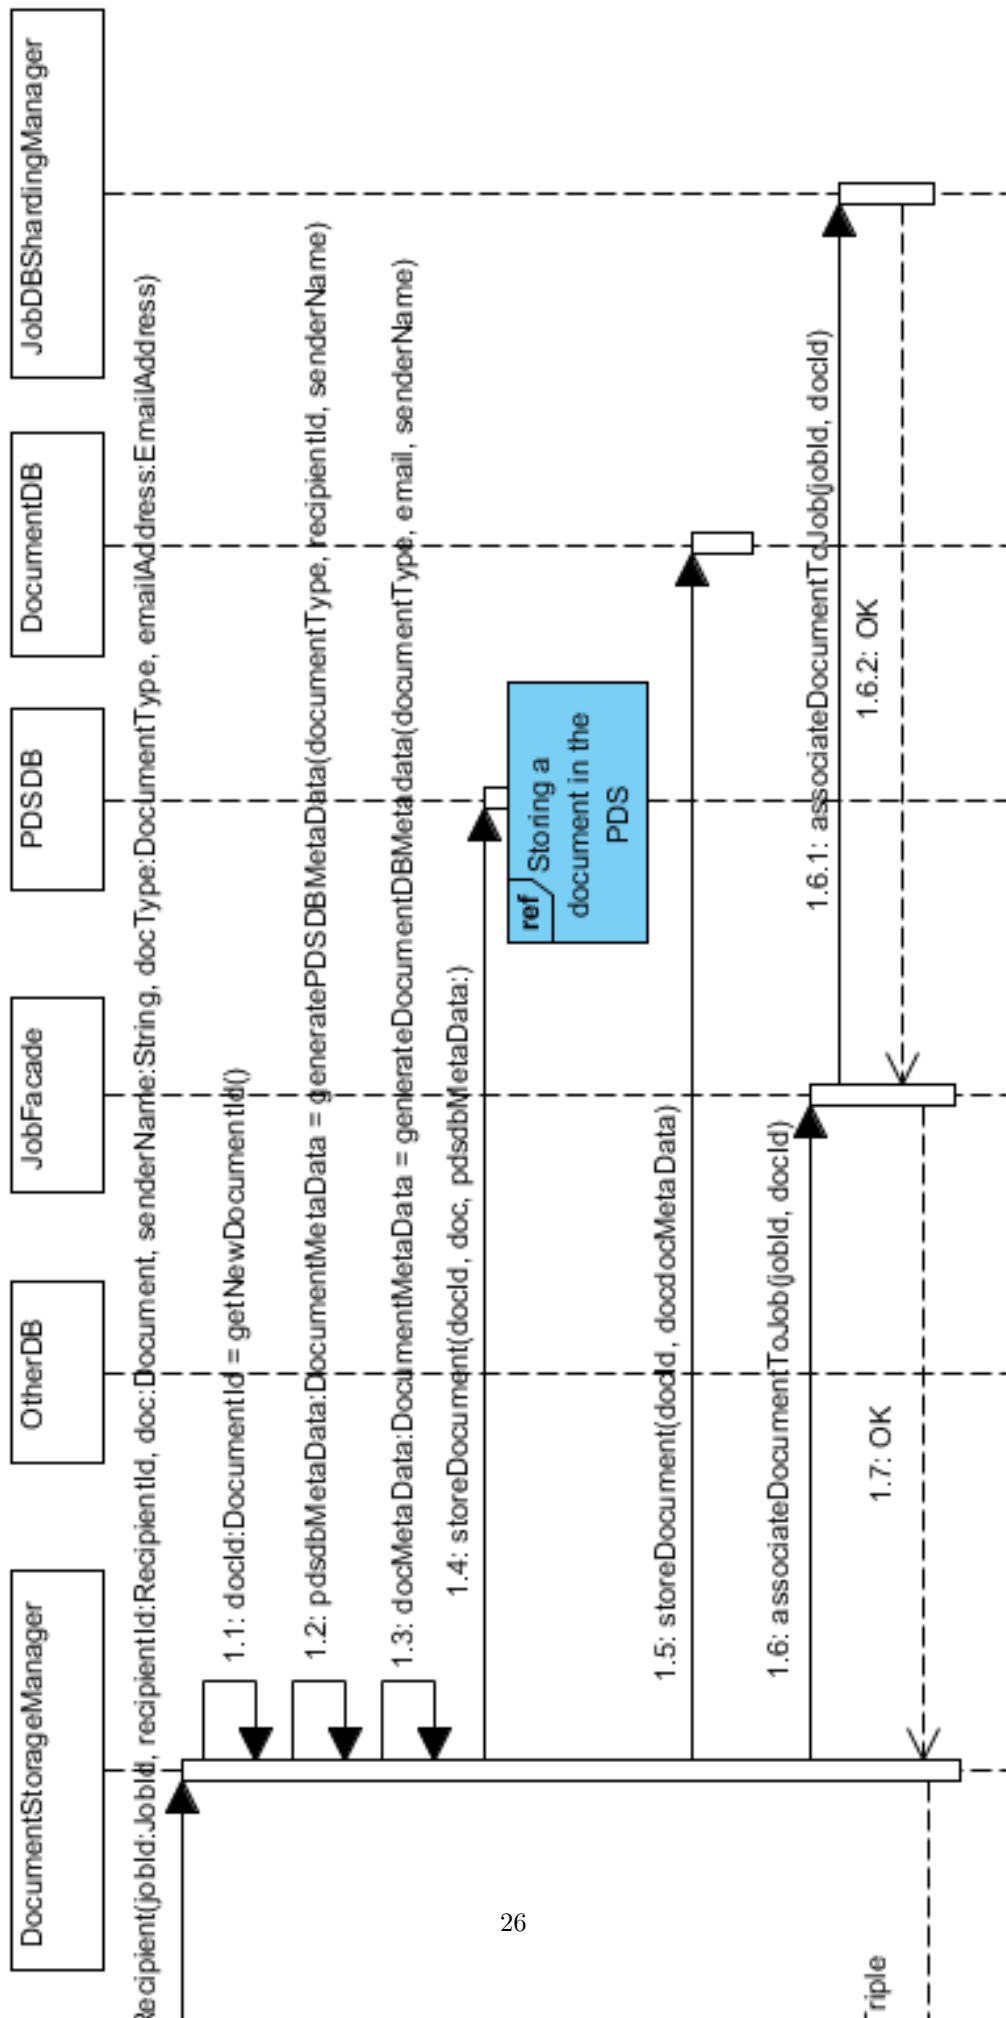 DocumentStorageManager
OtherDB
JobFacade
PDSDB
DocumentDB
JobDBShardingManager
Recipient(jobId:JobId, recipientId:RecipientId, doc:Document, senderName:String, docType:DocumentType, emailAddress:EmailAddress)
1.1: docId:DocumentId = getNewDocumentId()
1.2: pdsdbMetaData:DocumentMetaData = generatePDSDBMetaData(documentType, recipientId, senderName)
1.3: docMetaData:DocumentMetaData = generateDocumentDBMetadata(documentType, email, senderName)
1.4: storeDocument(docId, doc, pdsdbMetaData:)
ref
Storing a
document in the
PDS
1.5: storeDocument(docId, docdocMetaData)
1.6: associateDocumentToJob(jobId, docId)
1.6.1: associateDocumentToJob(jobId, docId)
1.6.2: OK
1.7: OK
Triple
26